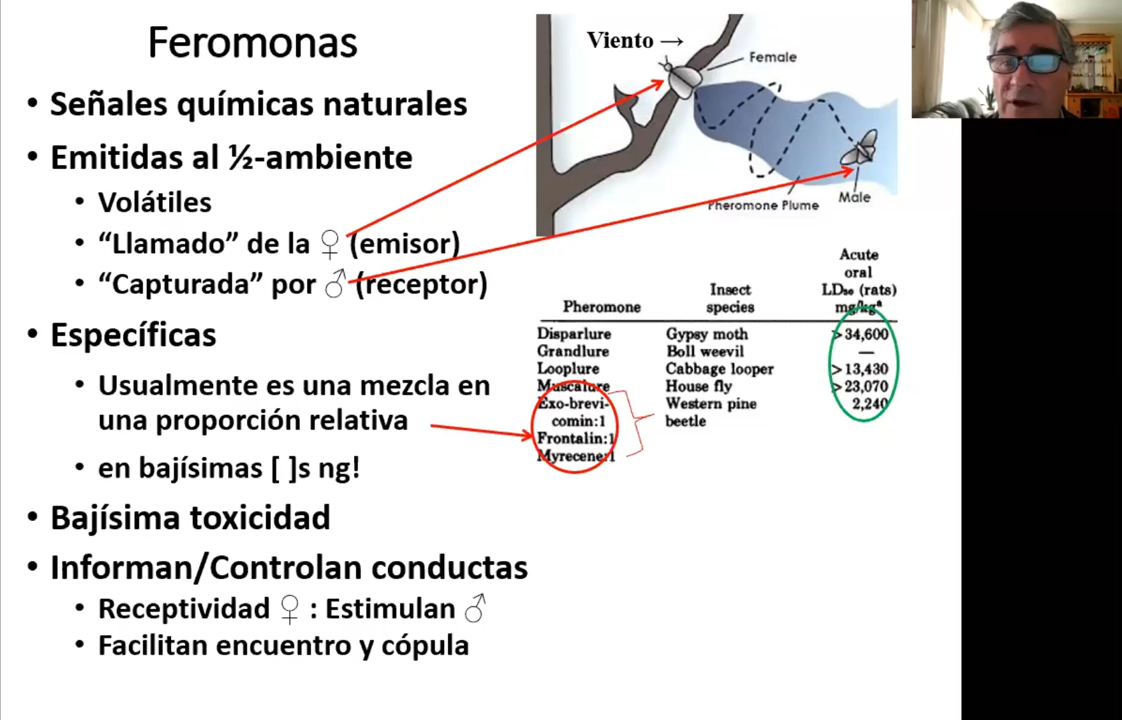 Feromonas
• Señales químicas naturales
• Emitidas al ½-ambiente
• Volátiles
• “Llamado” de la ♀ (emisor)
• “Capturada” por ♂ (receptor)
• Específicas
• Usualmente es una mezcla en
una proporción relativa
• en bajísimas [ ]s ng!
• Bajísima toxicidad
• Informan/Controlan conductas
• Receptividad ♀ : Estimulan ♂
• Facilitan encuentro y cópula
Viento →
Female
Male
Pheromone Plume
Acute
oral
LD₅₀ (rats)
mg/kgᵃ
Insect
species
Pheromone
Disparlure Gypsy moth >34,600
Grandlure Boll weevil —
Looplure Cabbage looper >13,430
Muscalure House fly >23,070
Exo-brevi- Western pine 2,240
comin:1 beetle
Frontalin:1
Myrecene:1